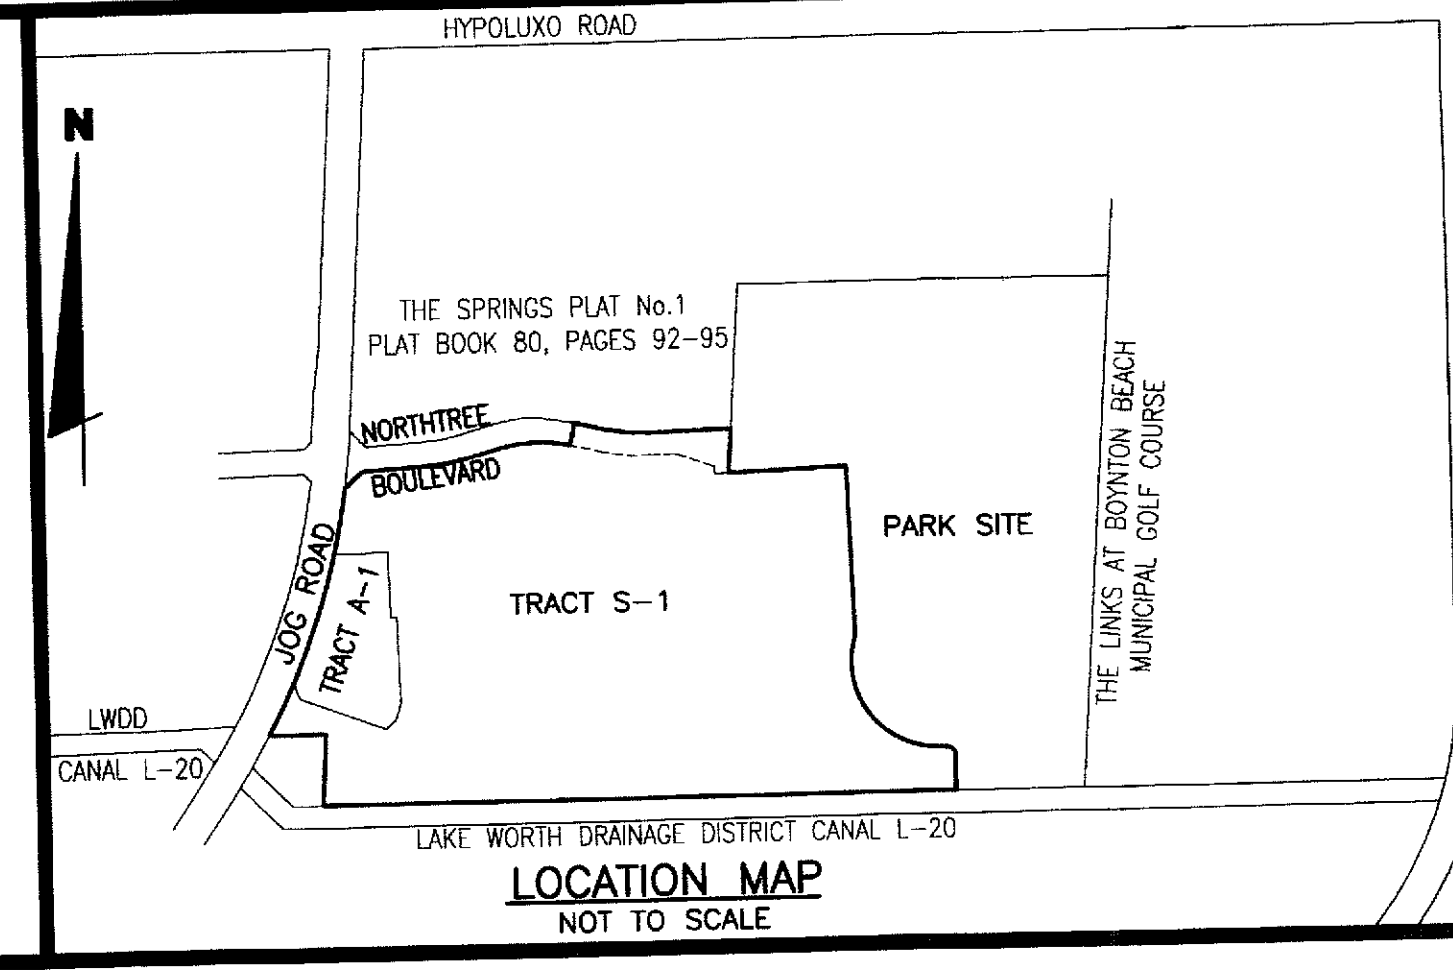 HYPOLUXO ROAD
N
THE SPRINGS PLAT No.1
PLAT BOOK 80, PAGES 92-95
NORTHTREE
BOULEVARD
PARK SITE
THE LINKS AT BOYNTON BEACH
MUNICIPAL GOLF COURSE
TRACT S-1
JOG ROAD
TRACT A-1
LWDD
CANAL L-20
LAKE WORTH DRAINAGE DISTRICT CANAL L-20
LOCATION MAP
NOT TO SCALE